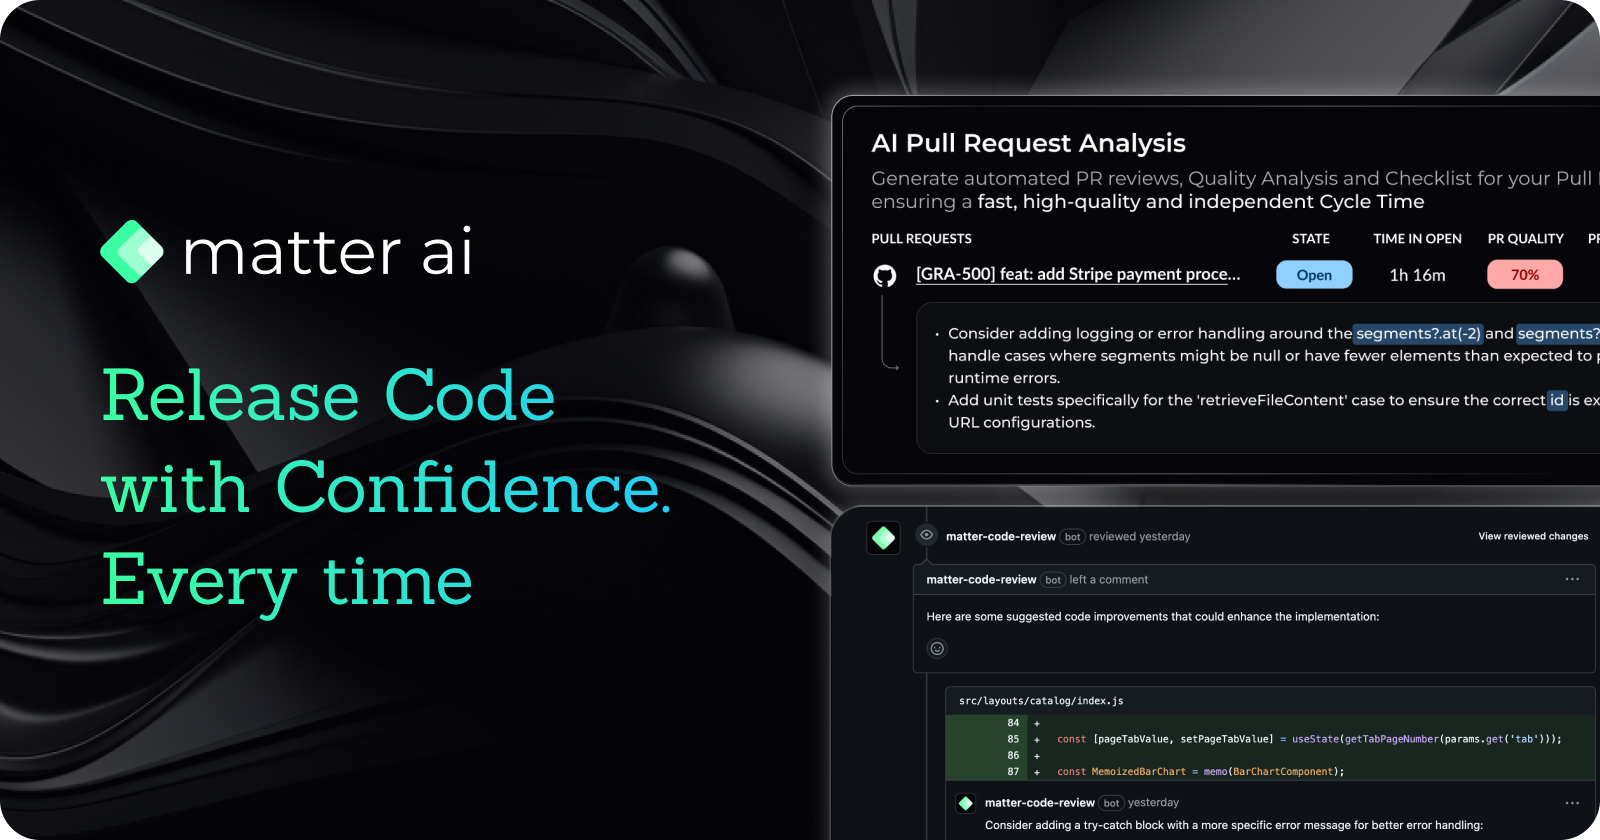 matter ai
Release Code
with Confidence.
Every time
AI Pull Request Analysis
Generate automated PR reviews, Quality Analysis and Checklist for your Pull
ensuring a fast, high-quality and independent Cycle Time
PULL REQUESTS STATE TIME IN OPEN PR QUALITY
[GRA-500] feat: add Stripe payment proce... Open 1h 16m 70%
• Consider adding logging or error handling around the segments?.at(-2) and segments?
handle cases where segments might be null or have fewer elements than expected to
runtime errors.
• Add unit tests specifically for the 'retrieveFileContent' case to ensure the correct id is
URL configurations.
matter-code-review bot reviewed yesterday View reviewed changes
matter-code-review bot left a comment ...
Here are some suggested code improvements that could enhance the implementation:
src/layouts/catalog/index.js
84 +
85 + const [pageTabValue, setPageTabValue] = useState(getTabPageNumber(params.get('tab')));
86 +
87 + const MemoizedBarChart = memo(BarChartComponent);
matter-code-review bot yesterday ...
Consider adding a try-catch block with a more specific error message for better error handling: